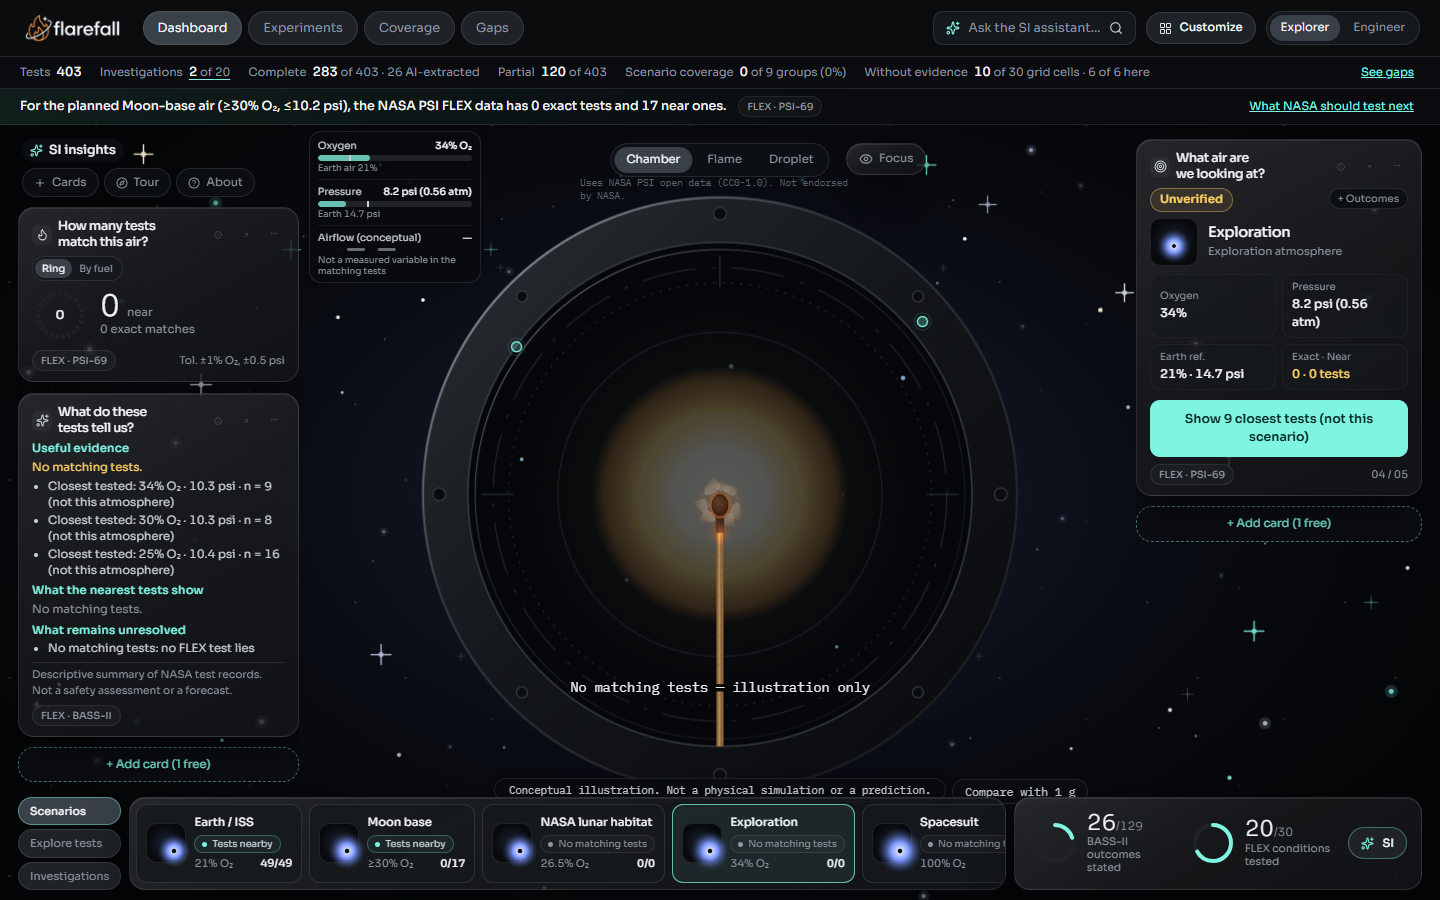 flarefall
Dashboard
Experiments
Coverage
Gaps
Ask the SI assistant...
Customize
Explorer
Engineer
Tests 403
Investigations 2 of 20
Complete 283 of 403 · 26 AI-extracted
Partial 120 of 403
Scenario coverage 0 of 9 groups (0%)
Without evidence 10 of 30 grid cells · 6 of 6 here
See gaps
For the planned Moon-base air (≥30% O₂, ≤10.2 psi), the NASA PSI FLEX data has 0 exact tests and 17 near ones.
FLEX · PSI-69
What NASA should test next
SI insights
+ Cards
Tour
About
How many tests
match this air?
Ring
By fuel
0
0 near
0 exact matches
FLEX · PSI-69
Tol. ±1% O₂, ±0.5 psi
What do these
tests tell us?
Useful evidence
No matching tests.
• Closest tested: 34% O₂ · 10.3 psi · n = 9
(not this atmosphere)
• Closest tested: 30% O₂ · 10.3 psi · n = 8
(not this atmosphere)
• Closest tested: 25% O₂ · 10.4 psi · n = 16
(not this atmosphere)
What the nearest tests show
No matching tests.
What remains unresolved
• No matching tests: no FLEX test lies
Descriptive summary of NASA test records.
Not a safety assessment or a forecast.
FLEX · BASS-II
+ Add card (1 free)
Oxygen 34% O₂
Earth air 21%
Pressure 8.2 psi (0.56 atm)
Earth 14.7 psi
Airflow (conceptual) —
Not a measured variable in the
matching tests
Chamber
Flame
Droplet
Focus
Uses NASA PSI open data (CC0-1.0). Not endorsed
by NASA.
No matching tests — illustration only
Conceptual illustration. Not a physical simulation or a prediction.
Compare with 1 g
What air are
we looking at?
Unverified
+ Outcomes
Exploration
Exploration atmosphere
Oxygen
34%
Pressure
8.2 psi (0.56
atm)
Earth ref.
21% · 14.7 psi
Exact · Near
0 · 0 tests
Show 9 closest tests (not this
scenario)
FLEX · PSI-69
04 / 05
+ Add card (1 free)
Scenarios
Explore tests
Investigations
Earth / ISS
Tests nearby
21% O₂ 49/49
Moon base
Tests nearby
≥30% O₂ 0/17
NASA lunar habitat
No matching tests
26.5% O₂ 0/0
Exploration
No matching tests
34% O₂ 0/0
Spacesuit
No matching t
100% O₂
26/129
BASS-II
outcomes
stated
20/30
FLEX conditions
tested
SI